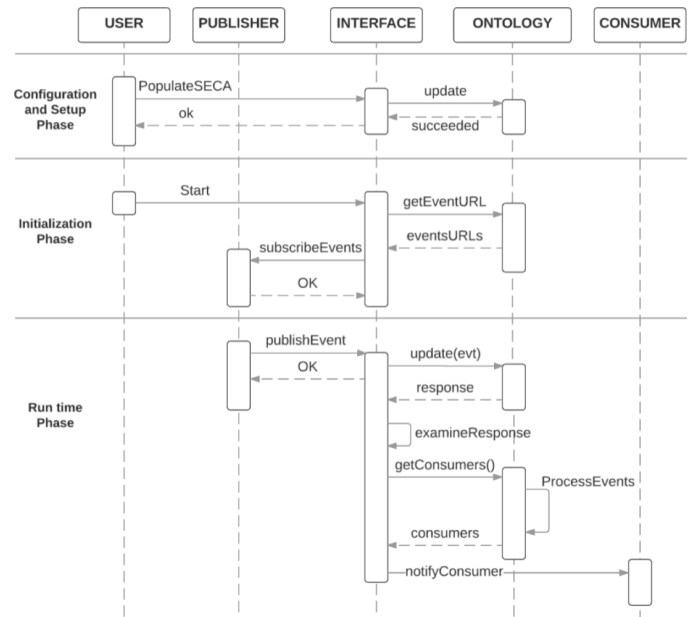 USER
PUBLISHER
INTERFACE
ONTOLOGY
CONSUMER
Configuration
and Setup
Phase
PopulateSECA
update
ok
succeeded
Initialization
Phase
Start
getEventURL
eventsURLs
subscribeEvents
OK
Run time
Phase
publishEvent
update(evt)
OK
response
examineResponse
getConsumers()
ProcessEvents
consumers
notifyConsumer